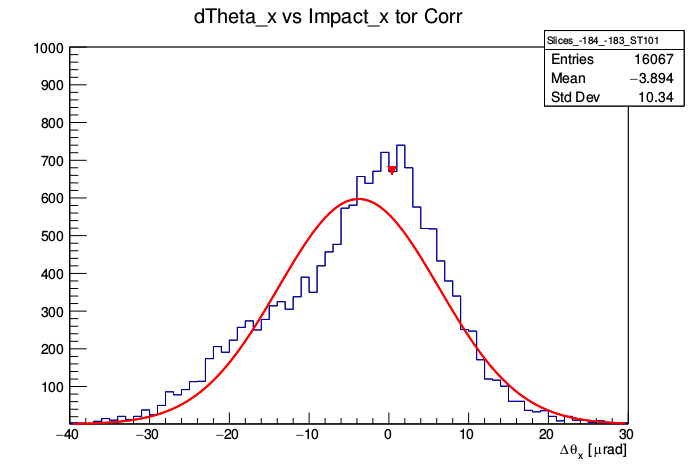 dTheta_x vs Impact_x tor Corr
Slices_-184_-183_ST101
Entries 16067
Mean −3.894
Std Dev 10.34
1000
900
800
700
600
500
400
300
200
100
−40 −30 −20 −10 0 10 20 30
Δθx [μrad]